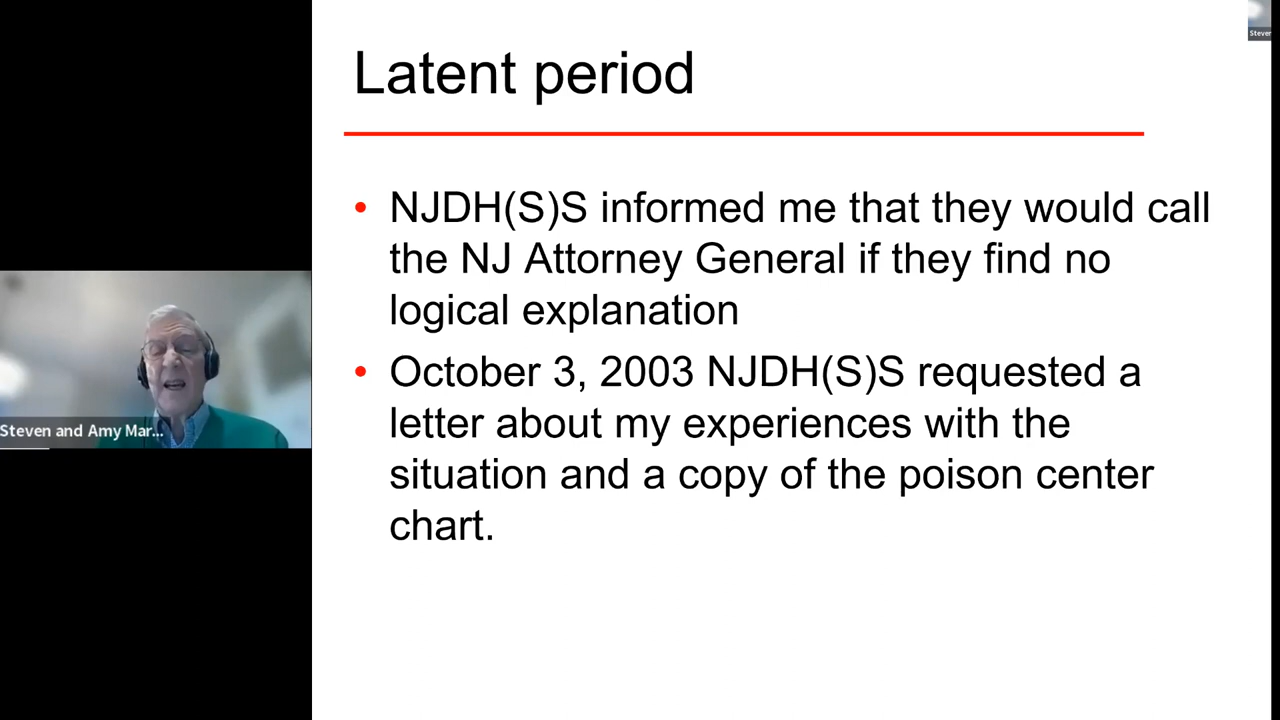 Latent period
• NJDH(S)S informed me that they would call
the NJ Attorney General if they find no
logical explanation
• October 3, 2003 NJDH(S)S requested a
letter about my experiences with the
situation and a copy of the poison center
chart.
Steven and Amy Mar...
Steven